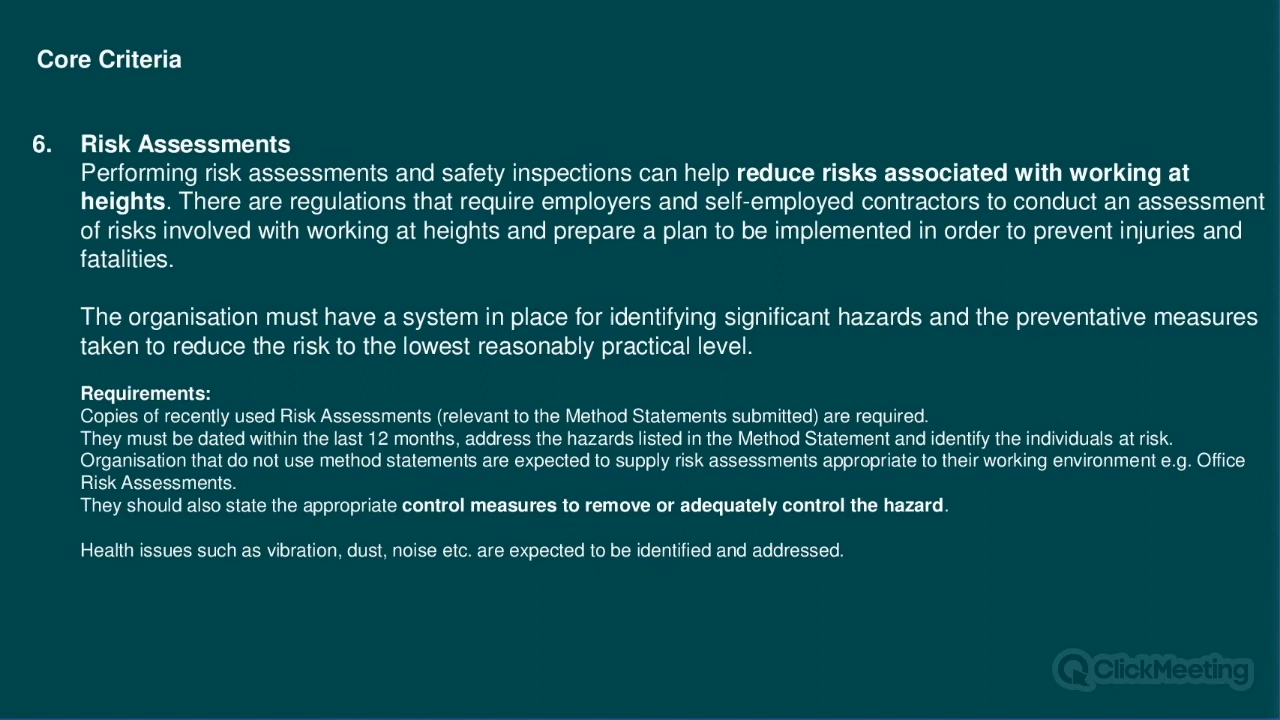 Core Criteria
6. Risk Assessments
Performing risk assessments and safety inspections can help reduce risks associated with working at
heights. There are regulations that require employers and self-employed contractors to conduct an assessment
of risks involved with working at heights and prepare a plan to be implemented in order to prevent injuries and
fatalities.
The organisation must have a system in place for identifying significant hazards and the preventative measures
taken to reduce the risk to the lowest reasonably practical level.
Requirements:
Copies of recently used Risk Assessments (relevant to the Method Statements submitted) are required.
They must be dated within the last 12 months, address the hazards listed in the Method Statement and identify the individuals at risk.
Organisation that do not use method statements are expected to supply risk assessments appropriate to their working environment e.g. Office
Risk Assessments.
They should also state the appropriate control measures to remove or adequately control the hazard.
Health issues such as vibration, dust, noise etc. are expected to be identified and addressed.
ClickMeeting